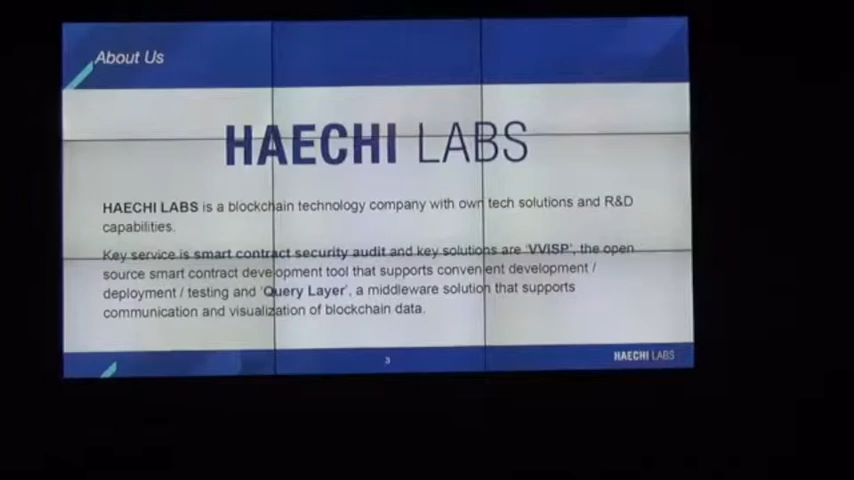 About Us
HAECHI LABS
HAECHI LABS is a blockchain technology company with own tech solutions and R&D
capabilities.
Key service is smart contract security audit and key solutions are 'VVISP', the open
source smart contract development tool that supports convenient development /
deployment / testing and 'Query Layer', a middleware solution that supports
communication and visualization of blockchain data.
3
HAECHI LABS